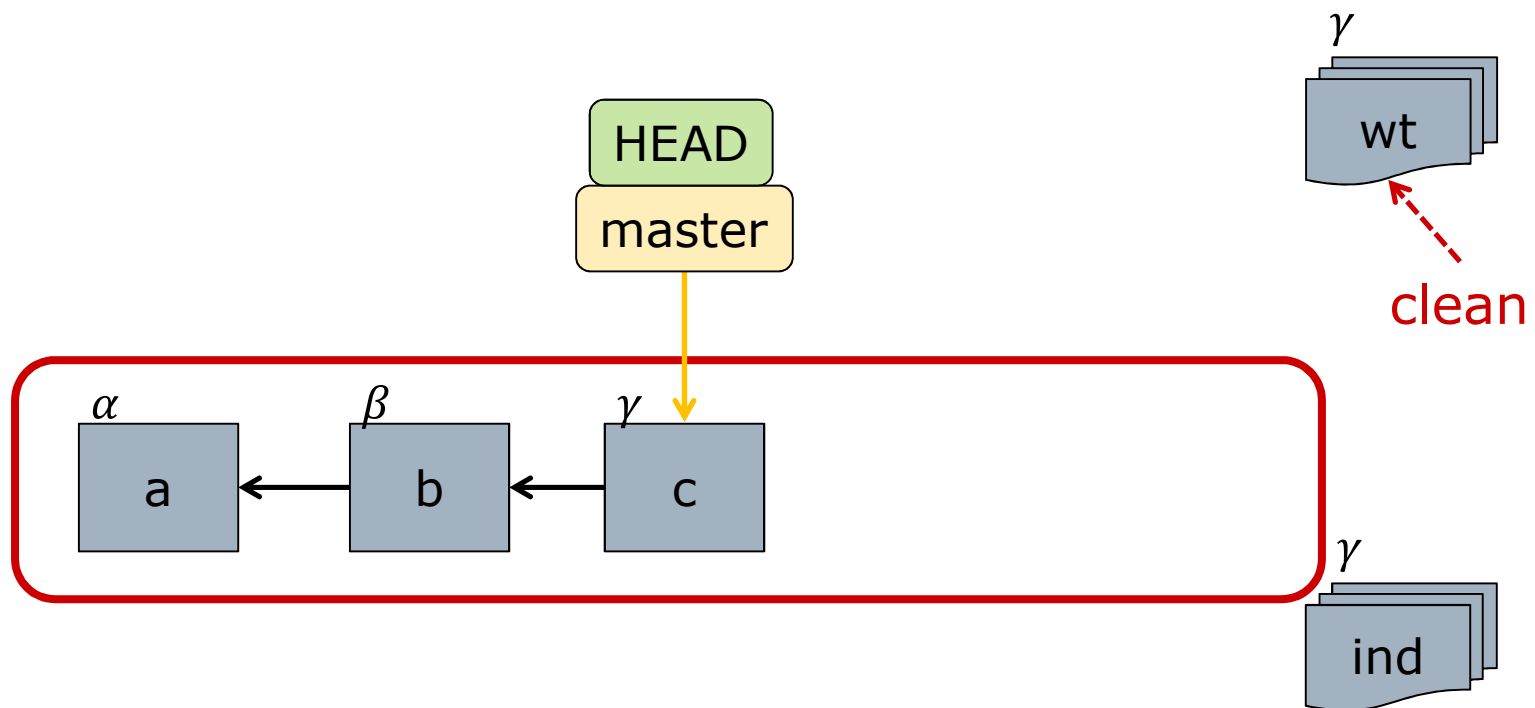 γ
wt
HEAD
master
clean
α
β
γ
a
b
c
γ
ind